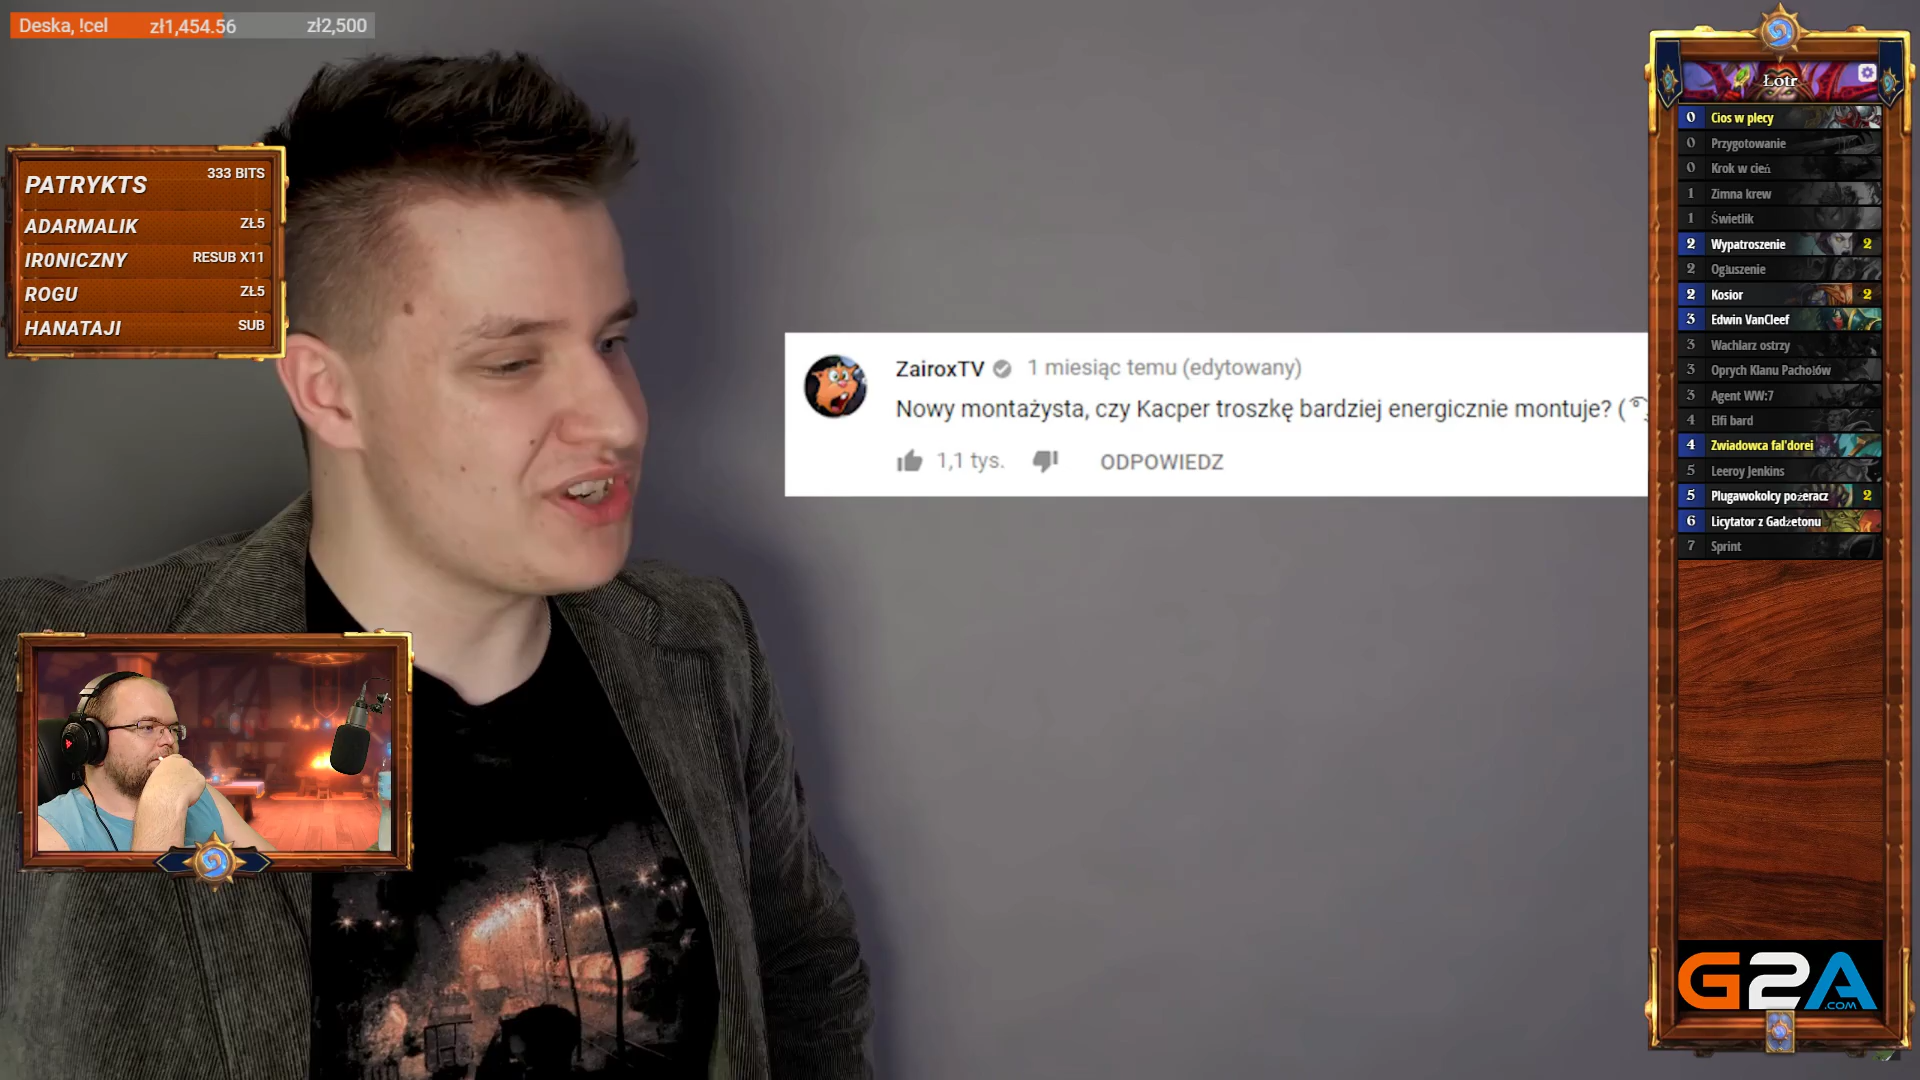 Deska, !cel zł1,454.56 zł2,500
PATRYKTS 333 BITS
ADARMALIK ZŁ5
IR0NICZNY RESUB X11
ROGU ZŁ5
HANATAJI SUB
ZairoxTV 1 miesiąc temu (edytowany)
Nowy montażysta, czy Kacper troszkę bardziej energicznie montuje? ( ͡°
1,1 tys. ODPOWIEDZ
Łotr
0 Cios w plecy
0 Przygotowanie
0 Krok w cień
1 Zimna krew
1 Świetlik
2 Wypatroszenie 2
2 Ogłuszenie
2 Kosior 2
3 Edwin VanCleef
3 Wachlarz ostrzy
3 Oprych Klanu Pachołów
3 Agent WW:7
4 Elfi bard
4 Zwiadowca fal'dorei
5 Leeroy Jenkins
5 Plugawokolcy pożeracz 2
6 Licytator z Gadżetonu
7 Sprint
G2A
.COM